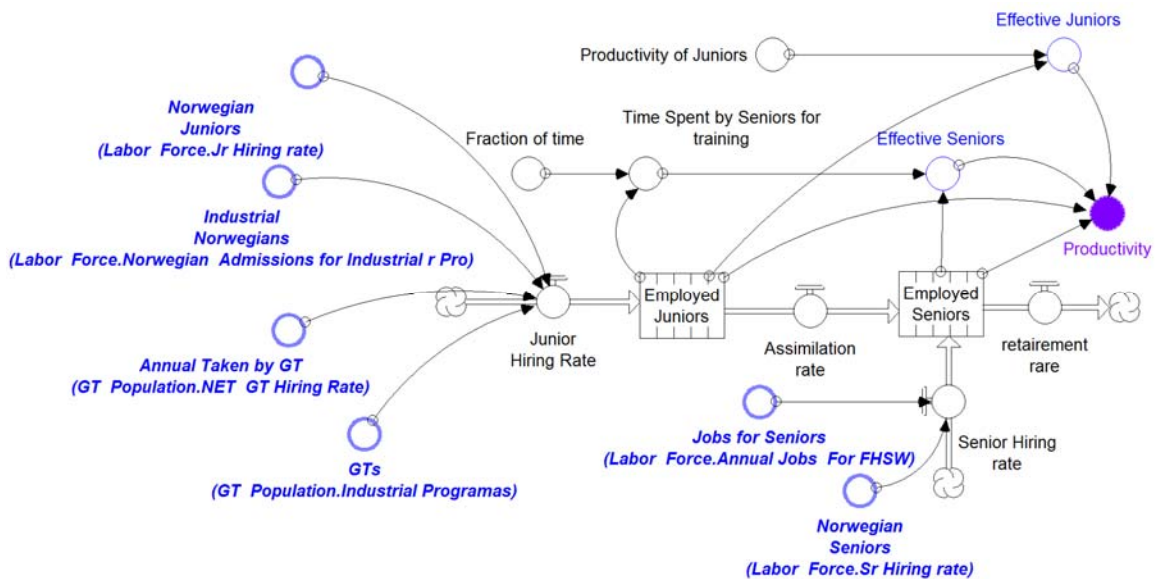 Effective Juniors
Productivity of Juniors
Norwegian
Juniors
(Labor Force.Jr Hiring rate)
Fraction of time
Time Spent by Seniors for
training
Effective Seniors
Industrial
Norwegians
(Labor Force.Norwegian Admissions for Industrial r Pro)
Productivity
Employed
Juniors
Employed
Seniors
Junior
Hiring Rate
Assimilation
rate
retairement
rare
Annual Taken by GT
(GT Population.NET GT Hiring Rate)
Jobs for Seniors
(Labor Force.Annual Jobs For FHSW)
Senior Hiring
rate
GTs
(GT Population.Industrial Programas)
Norwegian
Seniors
(Labor Force.Sr Hiring rate)